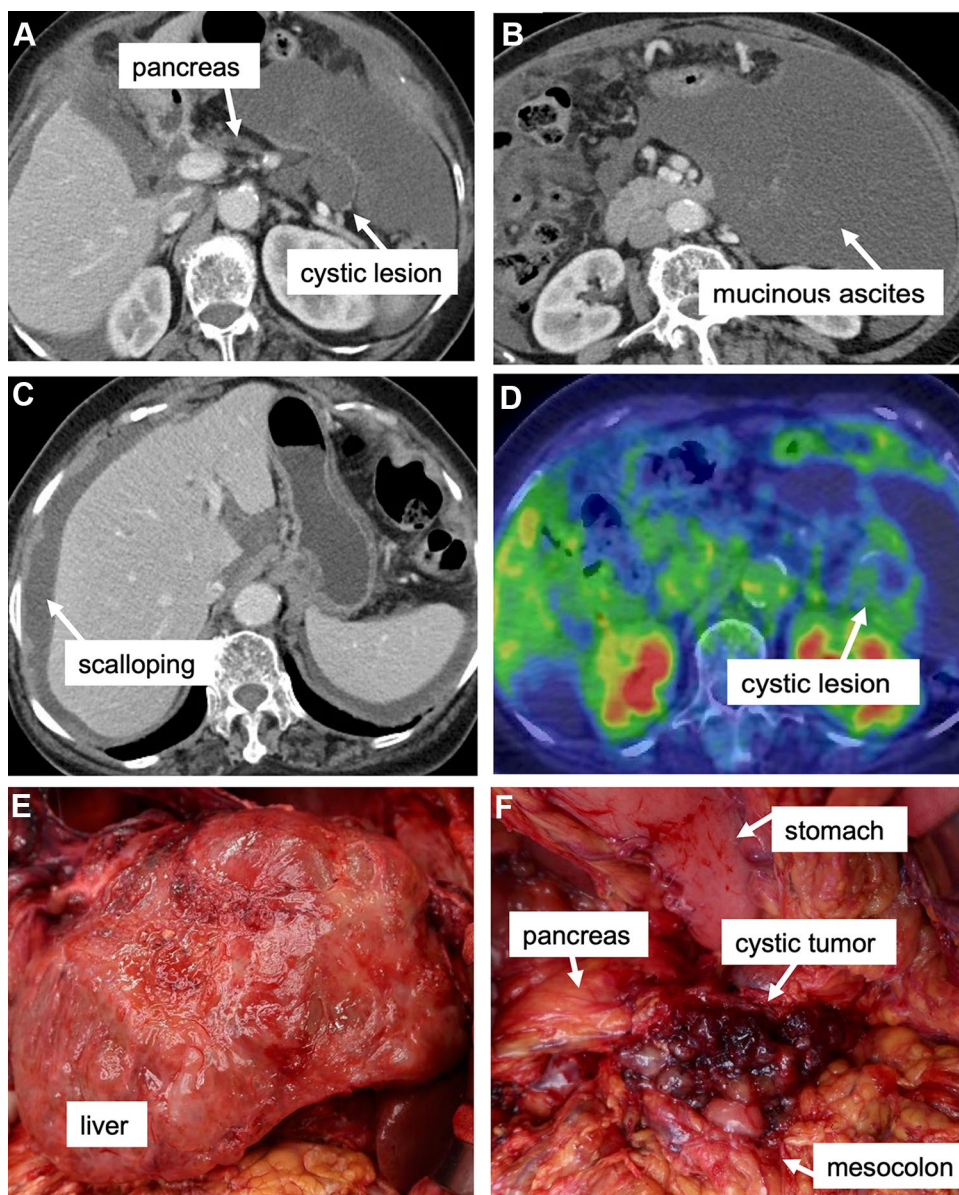 A
pancreas
cystic lesion
B
mucinous ascites
C
scalloping
D
cystic lesion
E
liver
F
stomach
pancreas
cystic tumor
mesocolon